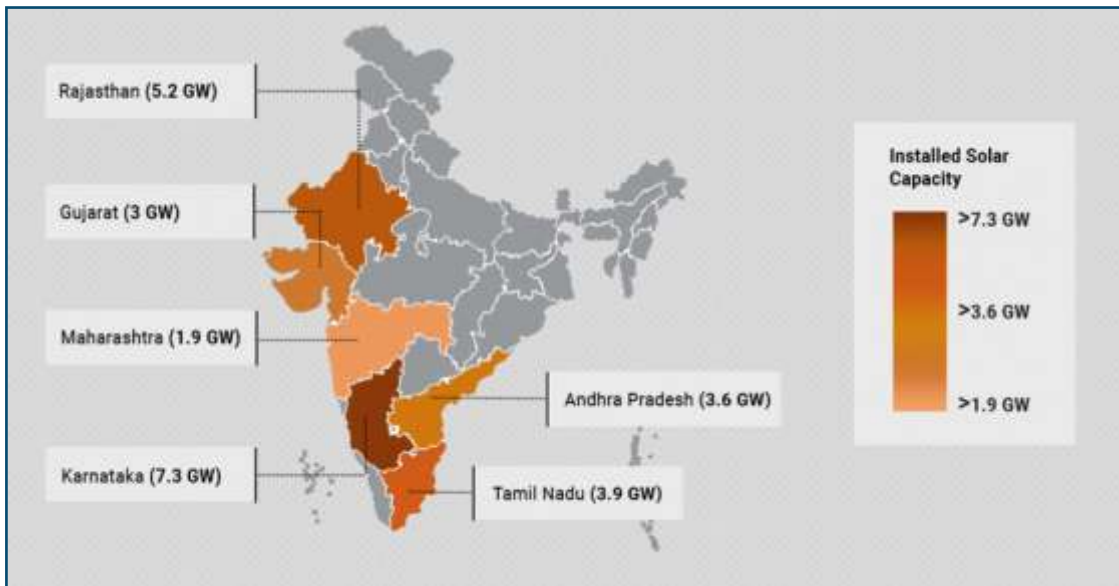 Rajasthan (5.2 GW)
Gujarat (3 GW)
Maharashtra (1.9 GW)
Karnataka (7.3 GW)
Andhra Pradesh (3.6 GW)
Tamil Nadu (3.9 GW)
Installed Solar
Capacity
>7.3 GW
>3.6 GW
>1.9 GW